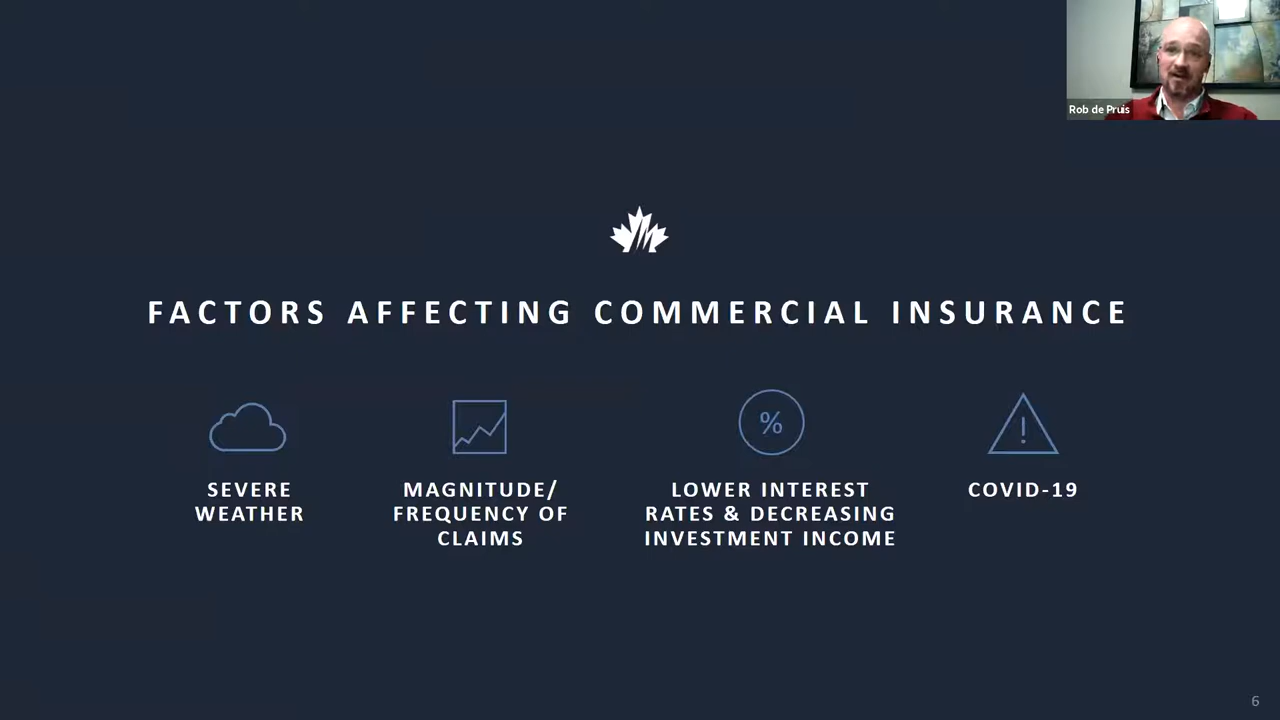 Rob de Pruis
FACTORS AFFECTING COMMERCIAL INSURANCE
%
!
SEVERE
WEATHER
MAGNITUDE/
FREQUENCY OF
CLAIMS
LOWER INTEREST
RATES & DECREASING
INVESTMENT INCOME
COVID-19
6